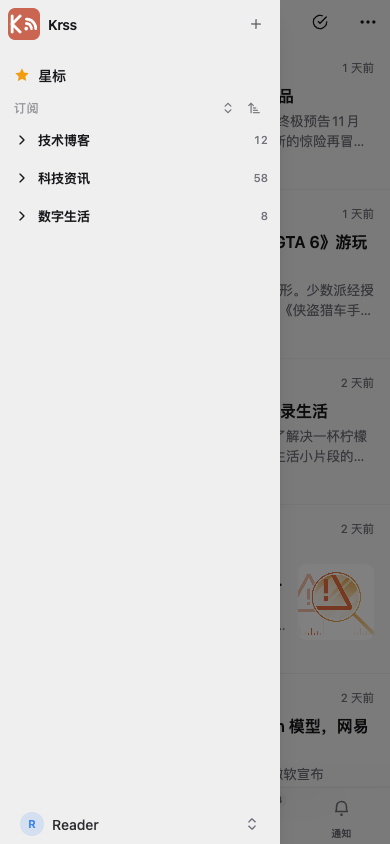 Krss
星标
订阅
技术博客 12
科技资讯 58
数字生活 8
R Reader
1 天前
品
终极预告11月
新的惊险再冒...
1 天前
GTA 6》游玩
形。少数派经授
《侠盗猎车手...
2 天前
录生活
了解决一杯柠檬
生活小片段的...
2 天前
2 天前
模型，网易
软宣布
通知